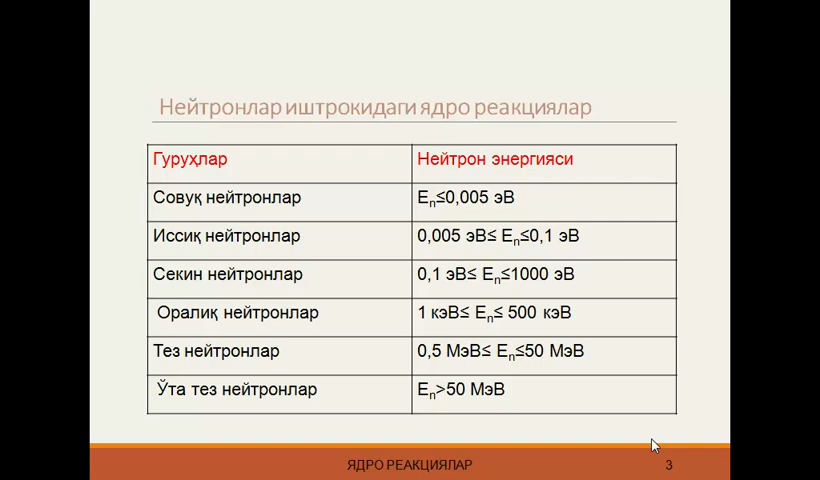 Нейтронлар иштрокидаги ядро реакциялар
Гуруҳлар Нейтрон энергияси
Совуқ нейтронлар Eₙ≤0,005 эВ
Иссиқ нейтронлар 0,005 эВ≤ Eₙ≤0,1 эВ
Секин нейтронлар 0,1 эВ≤ Eₙ≤1000 эВ
Оралиқ нейтронлар 1 кэВ≤ Eₙ≤ 500 кэВ
Тез нейтронлар 0,5 МэВ≤ Eₙ≤50 МэВ
Ўта тез нейтронлар Eₙ>50 МэВ
ЯДРО РЕАКЦИЯЛАР 3